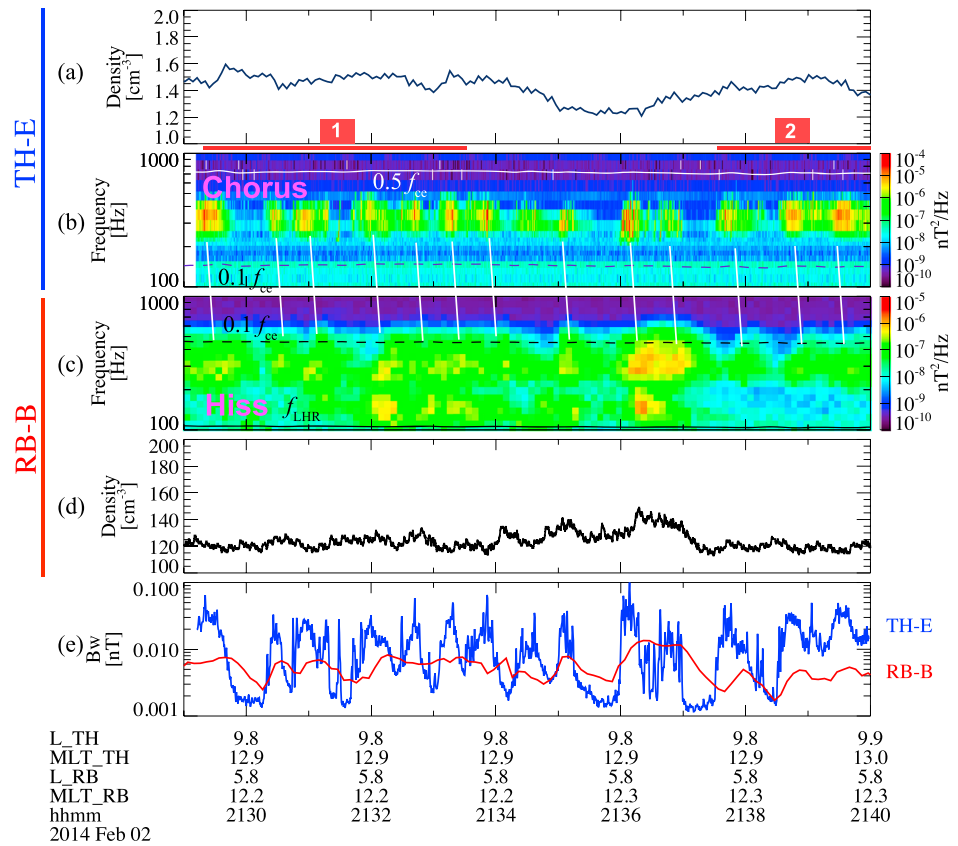 TH-E
RB-B
(a)
Density
[cm-3]
2.0
1.8
1.6
1.4
1.2
1.0
1
2
(b)
Frequency
[Hz]
1000
100
Chorus
0.5 fce
0.1 fce
10-4
10-5
10-6
10-7
10-8
10-9
10-10
nT2/Hz
(c)
Frequency
[Hz]
1000
100
0.1 fce
Hiss
fLHR
10-5
10-6
10-7
10-8
10-9
10-10
nT2/Hz
(d)
Density
[cm-3]
200
180
160
140
120
100
(e)
Bw
[nT]
0.100
0.010
0.001
TH-E
RB-B
L_TH 9.8 9.8 9.8 9.8 9.8 9.9
MLT_TH 12.9 12.9 12.9 12.9 12.9 13.0
L_RB 5.8 5.8 5.8 5.8 5.8 5.8
MLT_RB 12.2 12.2 12.2 12.3 12.3 12.3
hhmm 2130 2132 2134 2136 2138 2140
2014 Feb 02